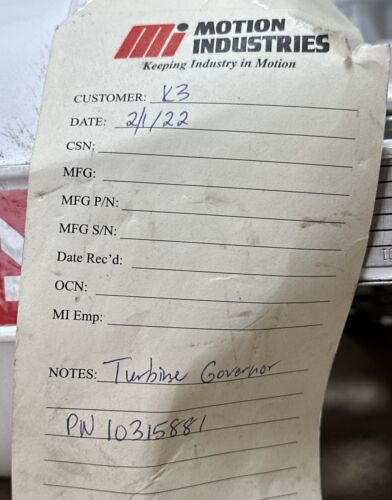 MOTION
INDUSTRIES
Keeping Industry in Motion
CUSTOMER: K3
DATE: 2/1/22
CSN:
MFG:
MFG P/N:
MFG S/N:
Date Rec'd:
OCN:
MI Emp:
NOTES: Turbine Governor
PN 10315881